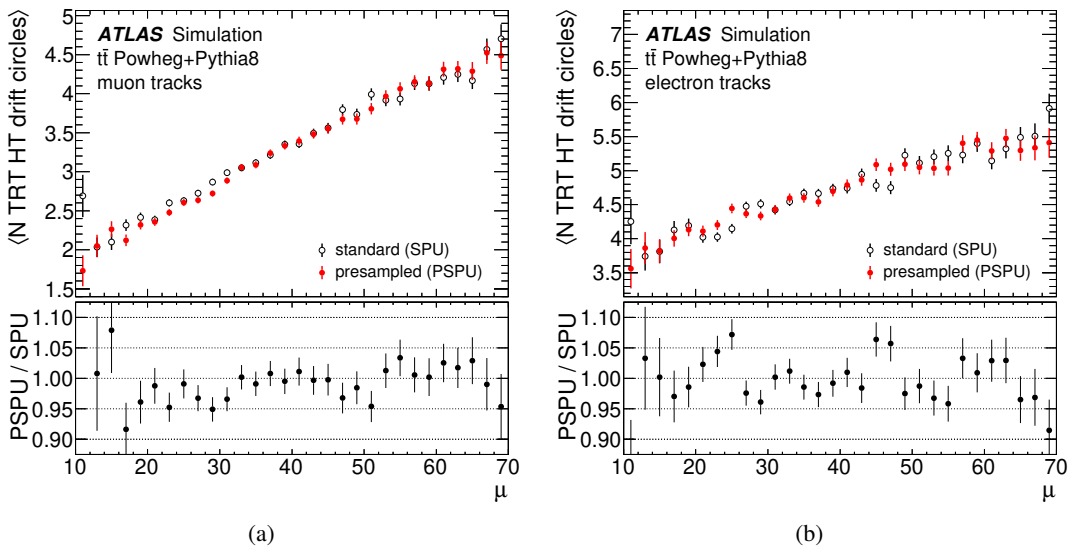 ⟨N TRT HT drift circles⟩
5
4.5
4
3.5
3
2.5
2
1.5
ATLAS Simulation
tt̄ Powheg+Pythia8
muon tracks
standard (SPU)
presampled (PSPU)
PSPU / SPU
1.10
1.05
1.00
0.95
0.90
10 20 30 40 50 60 70
μ
(a)
⟨N TRT HT drift circles⟩
7
6.5
6
5.5
5
4.5
4
3.5
ATLAS Simulation
tt̄ Powheg+Pythia8
electron tracks
standard (SPU)
presampled (PSPU)
PSPU / SPU
1.10
1.05
1.00
0.95
0.90
10 20 30 40 50 60 70
μ
(b)